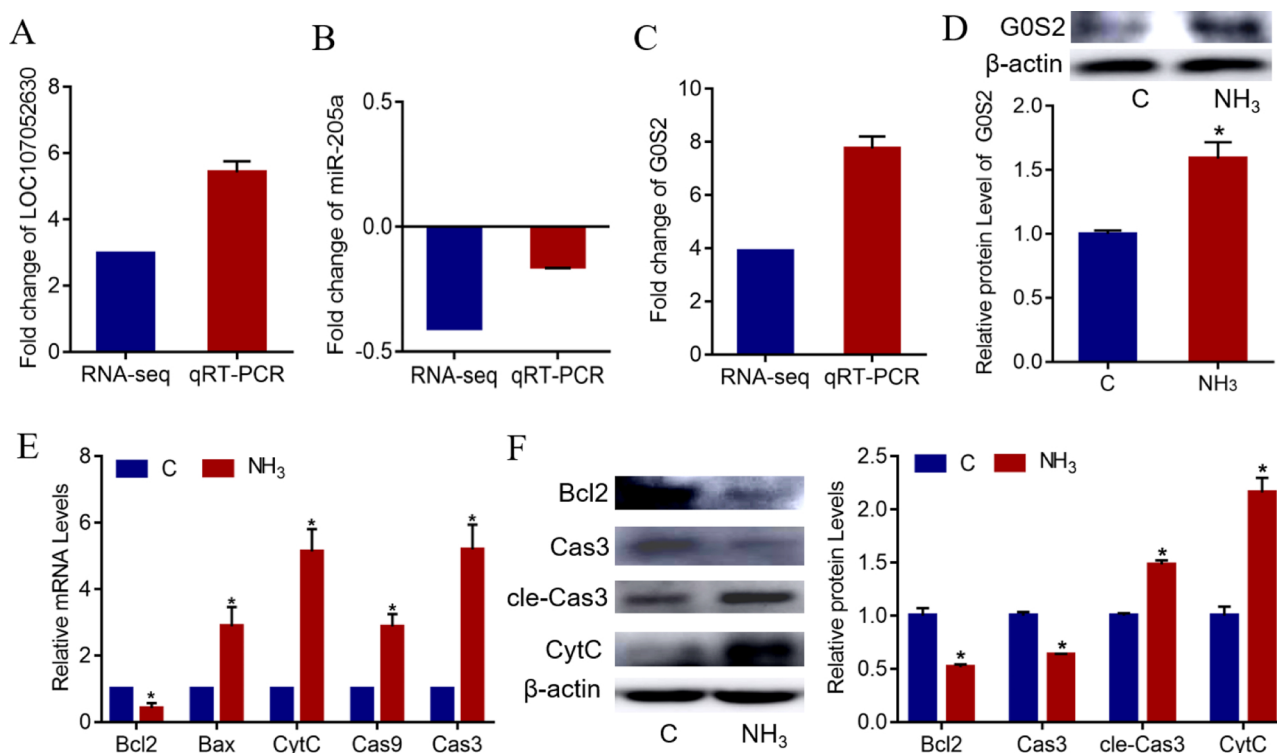 A
Fold change of LOC107052630
8
6
4
2
0
RNA-seq qRT-PCR
B
Fold change of miR-205a
0.5
0.0
-0.5
RNA-seq qRT-PCR
C
Fold change of G0S2
10
8
6
4
2
0
RNA-seq qRT-PCR
D
G0S2
β-actin
C NH₃
Relative protein Level of G0S2
2.0
1.5
1.0
0.5
0.0
*
C NH₃
E
Relative mRNA Levels
8
6
4
2
0
C NH₃
* * * * *
Bcl2 Bax CytC Cas9 Cas3
F
Bcl2
Cas3
cle-Cas3
CytC
β-actin
C NH₃
Relative protein Levels
2.5
2.0
1.5
1.0
0.5
0.0
C NH₃
* * * *
Bcl2 Cas3 cle-Cas3 CytC